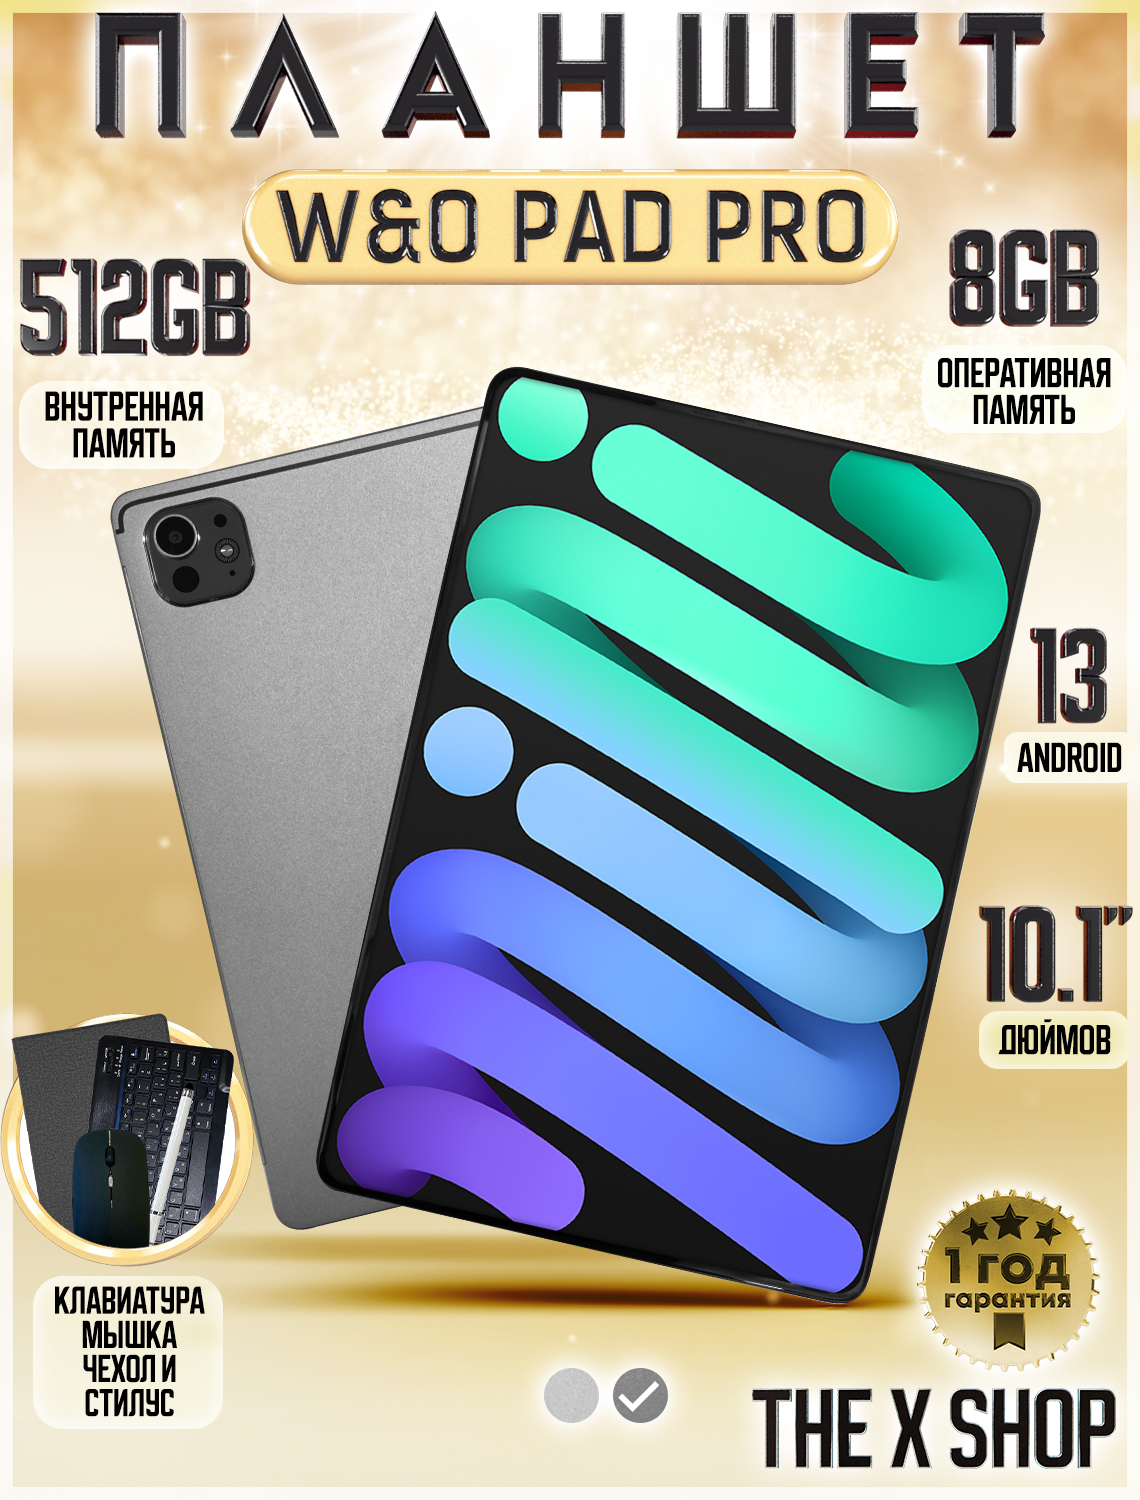 ПЛАНШЕТ
W&O PAD PRO
512GB
ВНУТРЕННАЯ
ПАМЯТЬ
8GB
ОПЕРАТИВНАЯ
ПАМЯТЬ
13
ANDROID
10.1"
ДЮЙМОВ
КЛАВИАТУРА
МЫШКА
ЧЕХОЛ И
СТИЛУС
1 ГОД
гарантия
THE X SHOP